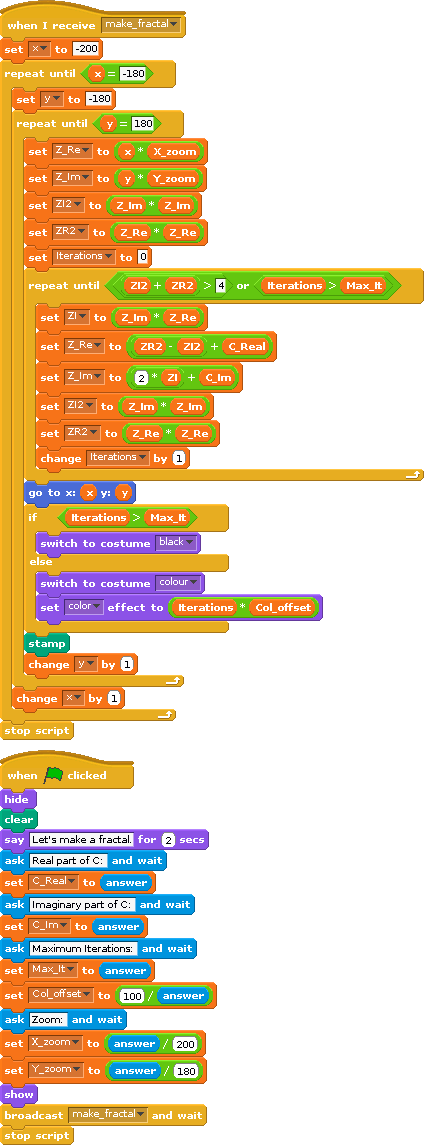 when I receive make_fractal
set x to -200
repeat until x = -180
set y to -180
repeat until y = 180
set Z_Re to x * X_zoom
set Z_Im to y * Y_zoom
set ZI2 to Z_Im * Z_Im
set ZR2 to Z_Re * Z_Re
set Iterations to 0
repeat until ZI2 + ZR2 > 4 or Iterations > Max_It
set ZI to Z_Im * Z_Re
set Z_Re to ZR2 - ZI2 + C_Real
set Z_Im to 2 * ZI + C_Im
set ZI2 to Z_Im * Z_Im
set ZR2 to Z_Re * Z_Re
change Iterations by 1
go to x: x y: y
if Iterations > Max_It
switch to costume black
else
switch to costume colour
set color effect to Iterations * Col_offset
stamp
change y by 1
change x by 1
stop script
when clicked
hide
clear
say Let's make a fractal. for 2 secs
ask Real part of C: and wait
set C_Real to answer
ask Imaginary part of C: and wait
set C_Im to answer
ask Maximum Iterations: and wait
set Max_It to answer
set Col_offset to 100 / answer
ask Zoom: and wait
set X_zoom to answer / 200
set Y_zoom to answer / 180
show
broadcast make_fractal and wait
stop script